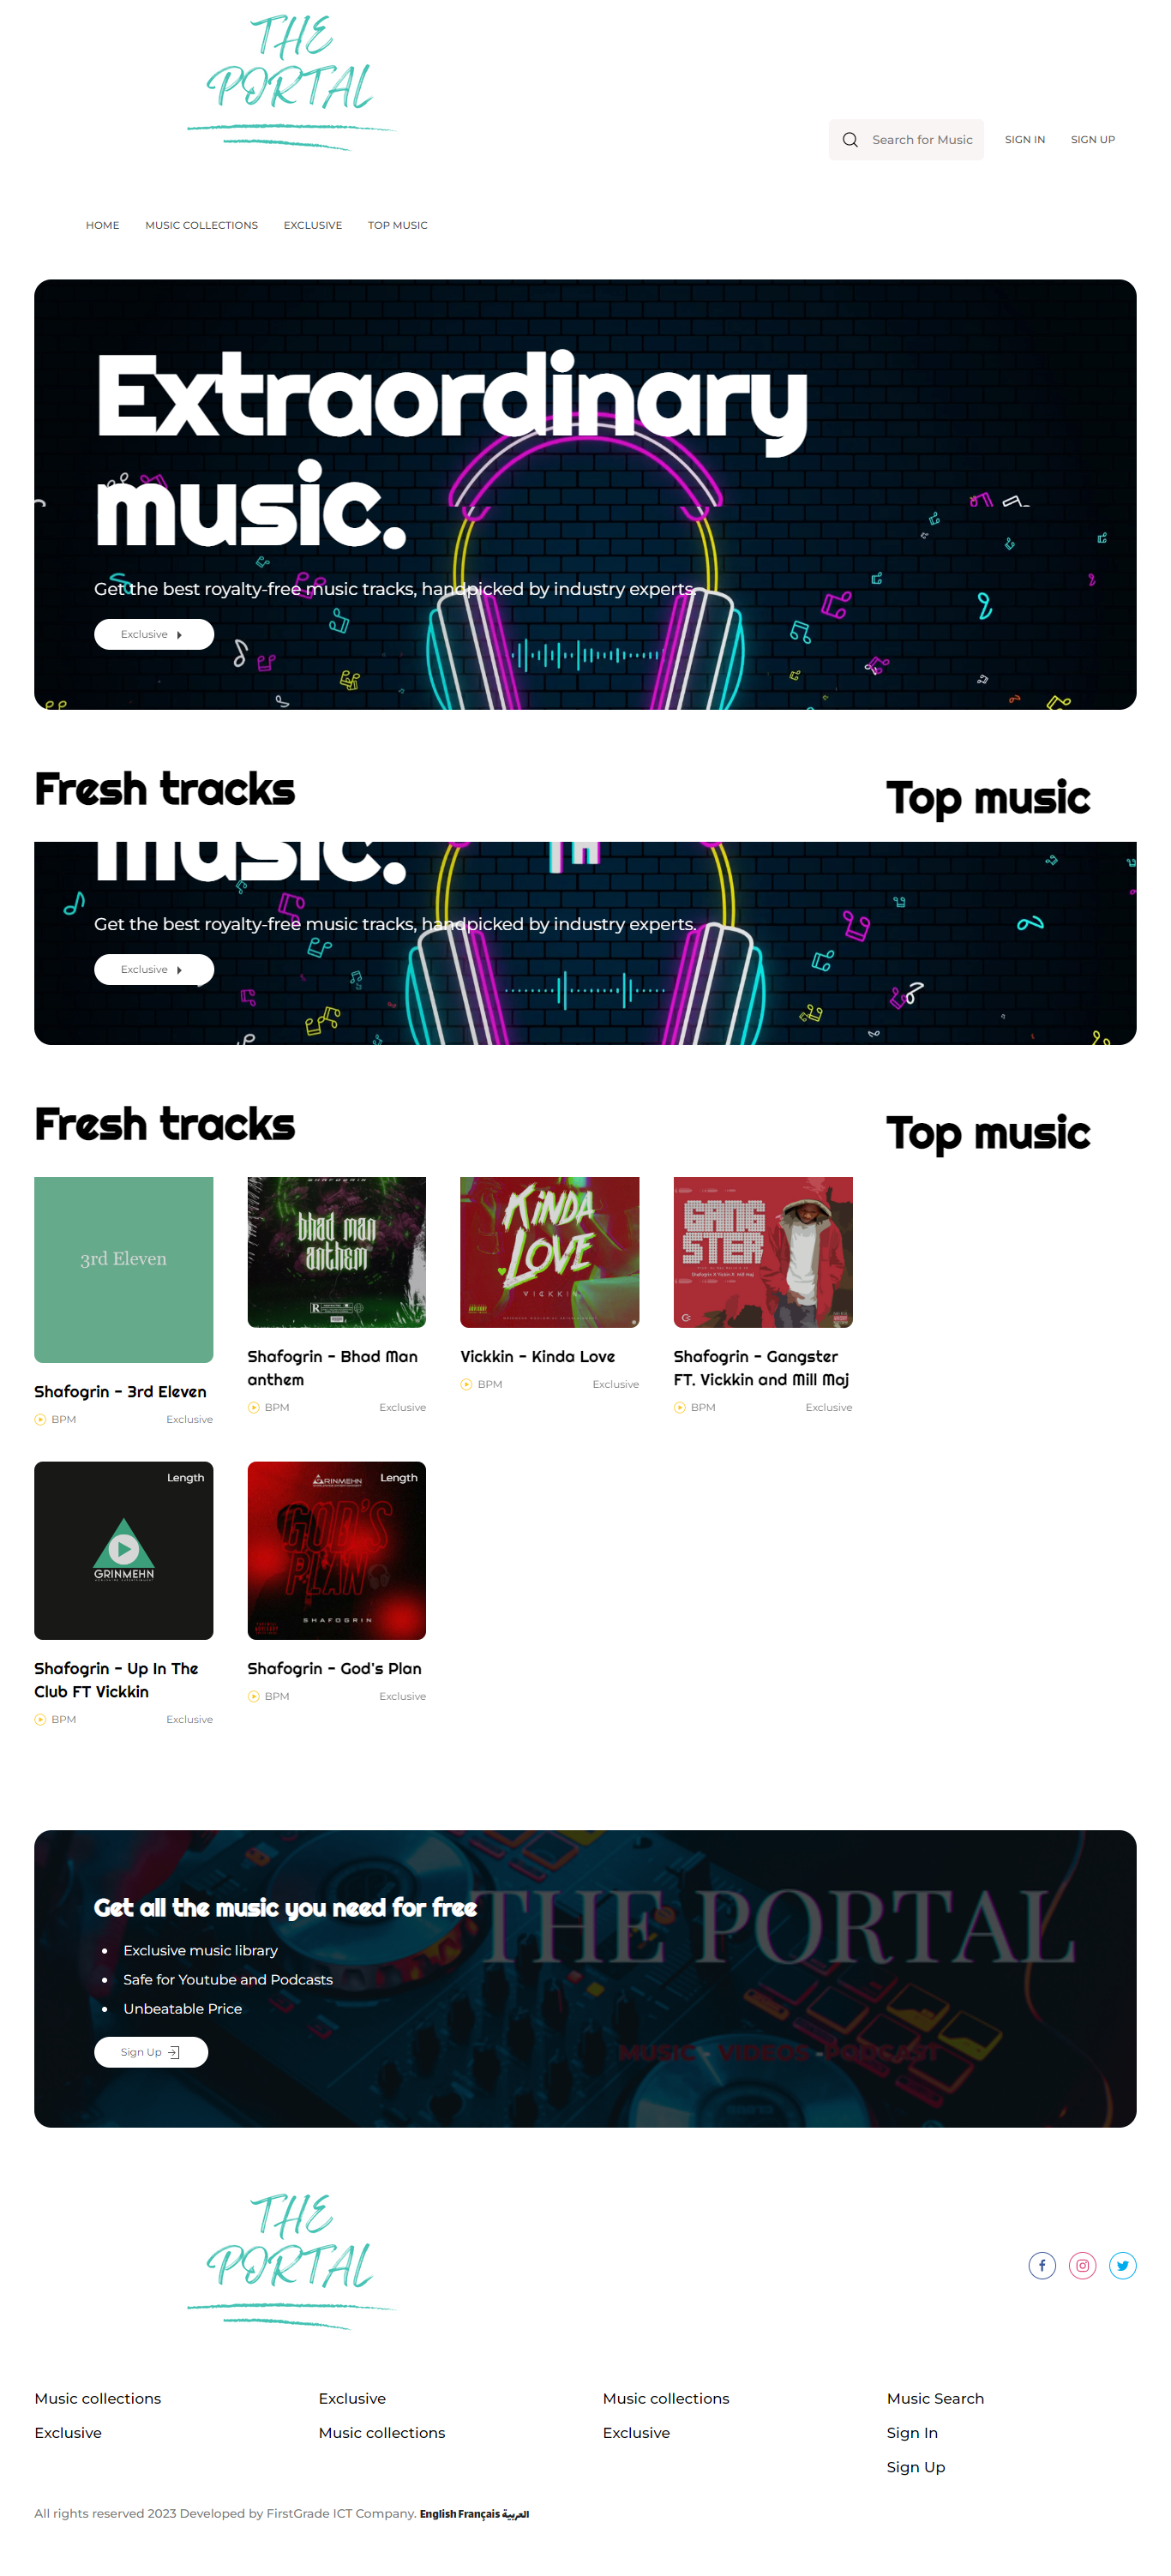 THE
PORTAL
Search for Music
SIGN IN
SIGN UP
HOME
MUSIC COLLECTIONS
EXCLUSIVE
TOP MUSIC
Extraordinary
music.
Get the best royalty-free music tracks, handpicked by industry experts.
Exclusive
Fresh tracks
Top music
music.
Get the best royalty-free music tracks, handpicked by industry experts.
Exclusive
Fresh tracks
Top music
3rd Eleven
SHAFOGRIN
bhad man
anthem
KINDA
LOVE
VICKKIN
GANG
STER
Shafogrin - 3rd Eleven
BPM
Exclusive
Shafogrin - Bhad Man
anthem
BPM
Exclusive
Vickkin - Kinda Love
BPM
Exclusive
Shafogrin - Gangster
FT. Vickkin and Mill Maj
BPM
Exclusive
Length
GRINMEHN
Length
GRINMEHN
GOD'S
PLAN
SHAFOGRIN
Shafogrin - Up In The
Club FT Vickkin
BPM
Exclusive
Shafogrin - God's Plan
BPM
Exclusive
THE PORTAL
MUSIC - VIDEOS - PODCAST
Get all the music you need for free
Exclusive music library
Safe for Youtube and Podcasts
Unbeatable Price
Sign Up
THE
PORTAL
Music collections
Exclusive
Exclusive
Music collections
Music collections
Exclusive
Music Search
Sign In
Sign Up
All rights reserved 2023 Developed by FirstGrade ICT Company. English Français العربية